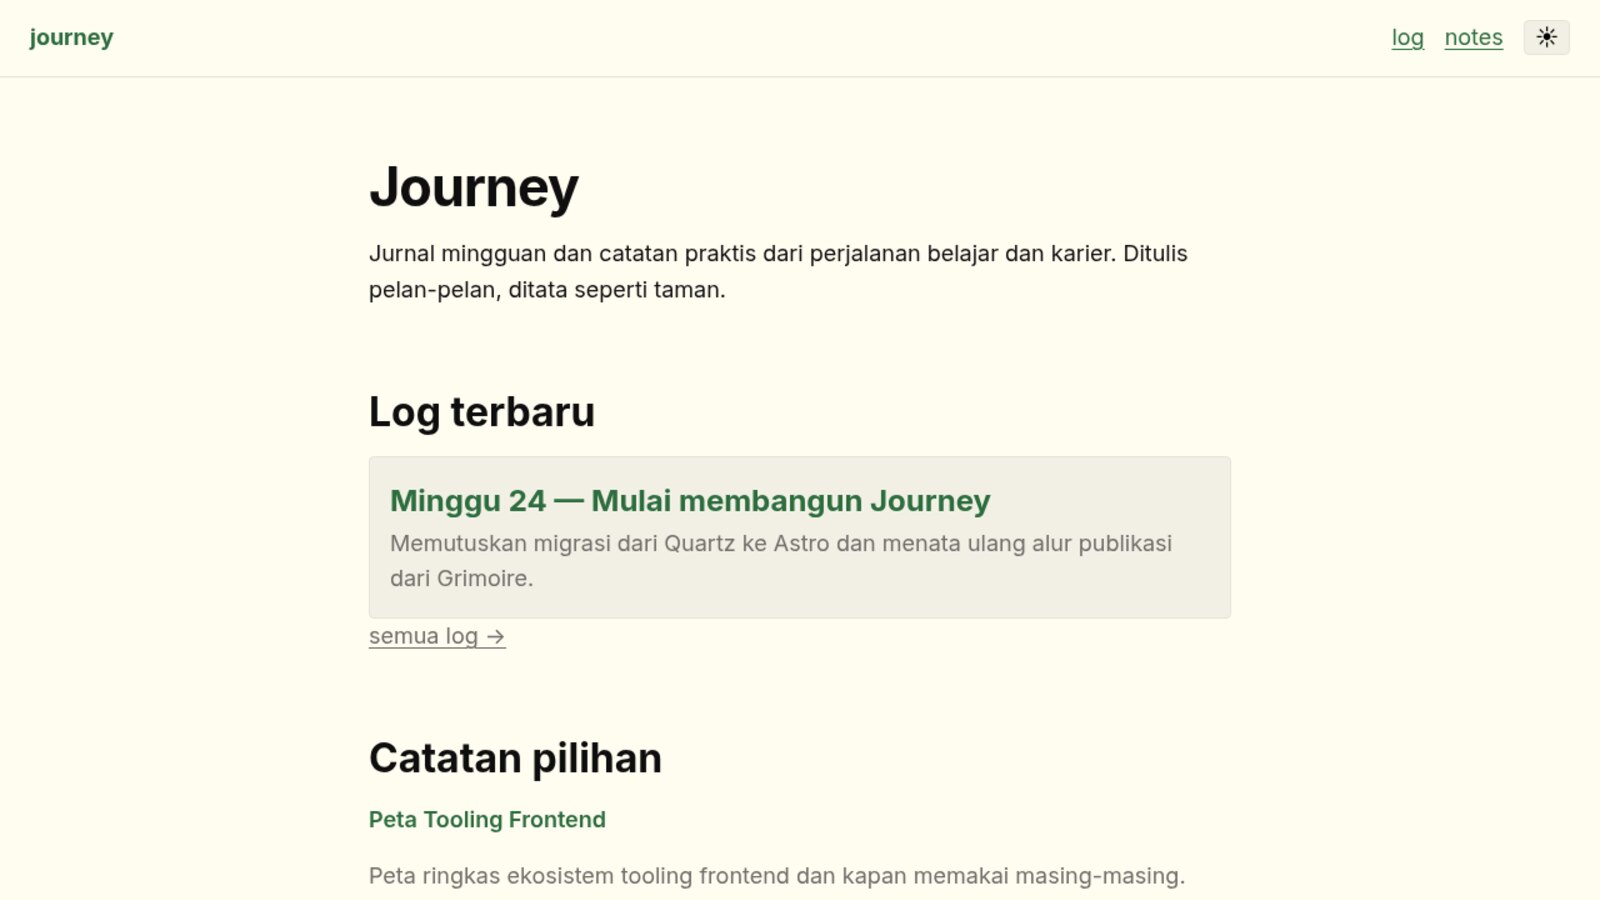 journey
log notes
Journey
Jurnal mingguan dan catatan praktis dari perjalanan belajar dan karier. Ditulis
pelan-pelan, ditata seperti taman.
Log terbaru
Minggu 24 — Mulai membangun Journey
Memutuskan migrasi dari Quartz ke Astro dan menata ulang alur publikasi
dari Grimoire.
semua log →
Catatan pilihan
Peta Tooling Frontend
Peta ringkas ekosistem tooling frontend dan kapan memakai masing-masing.